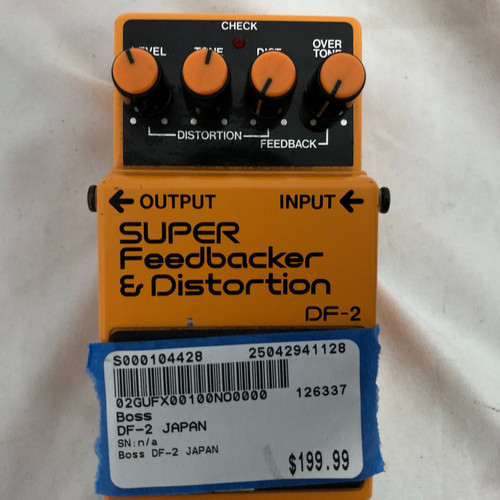 CHECK
LEVEL TONE DIST OVER TONE
DISTORTION
FEEDBACK
← OUTPUT INPUT ←
SUPER
Feedbacker
& Distortion
DF-2
S000104428 25042941128
02GUFX00100NO0000 126337
Boss
DF-2 JAPAN
SN:n/a
Boss DF-2 JAPAN
$199.99